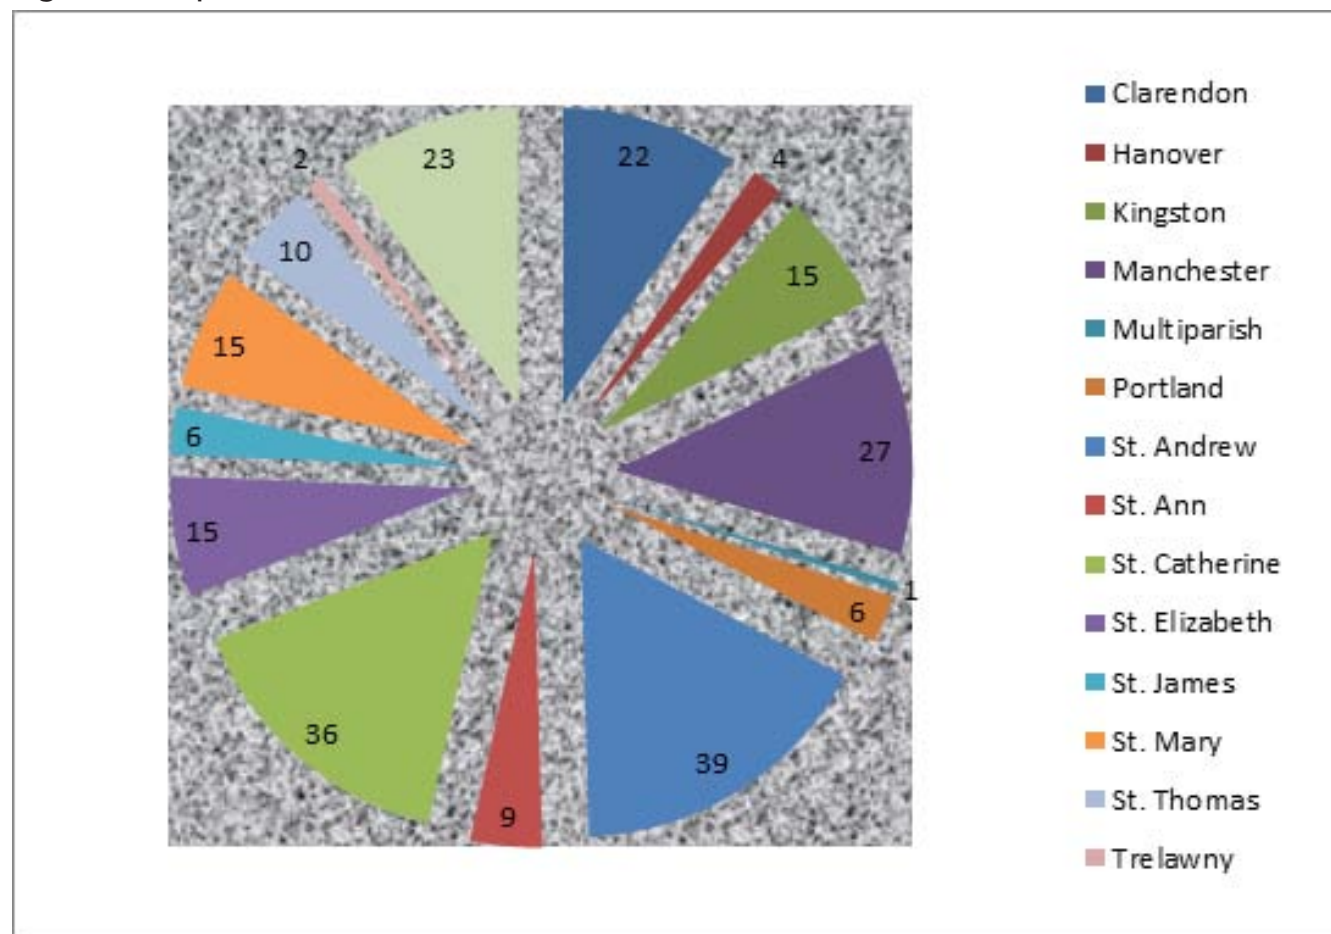 23
22
4
2
15
10
15
27
6
15
1
6
36
39
9
Clarendon
Hanover
Kingston
Manchester
Multiparish
Portland
St. Andrew
St. Ann
St. Catherine
St. Elizabeth
St. James
St. Mary
St. Thomas
Trelawny